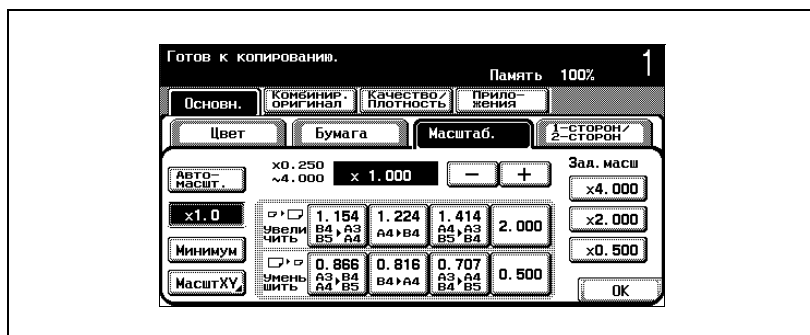 Готов к копированию.
Память 100% 1
Основн. Комбинир. оригинал Качество/ плотность Прило- жения
Цвет Бумага Масштаб. 1-сторон/ 2-сторон
Авто- масшт.
x0.250 ~4.000
x 1.000
− +
Зад. масш
x4.000
x2.000
x0.500
x1.0
Минимум
МасштXY
Увели чить
1.154 B4▸A3 B5▸A4
1.224 A4▸B4
1.414 A4▸A3 B5▸B4
2.000
Умень шить
0.866 A3▸B4 A4▸B5
0.816 B4▸A4
0.707 A3▸A4 B4▸B5
0.500
OK